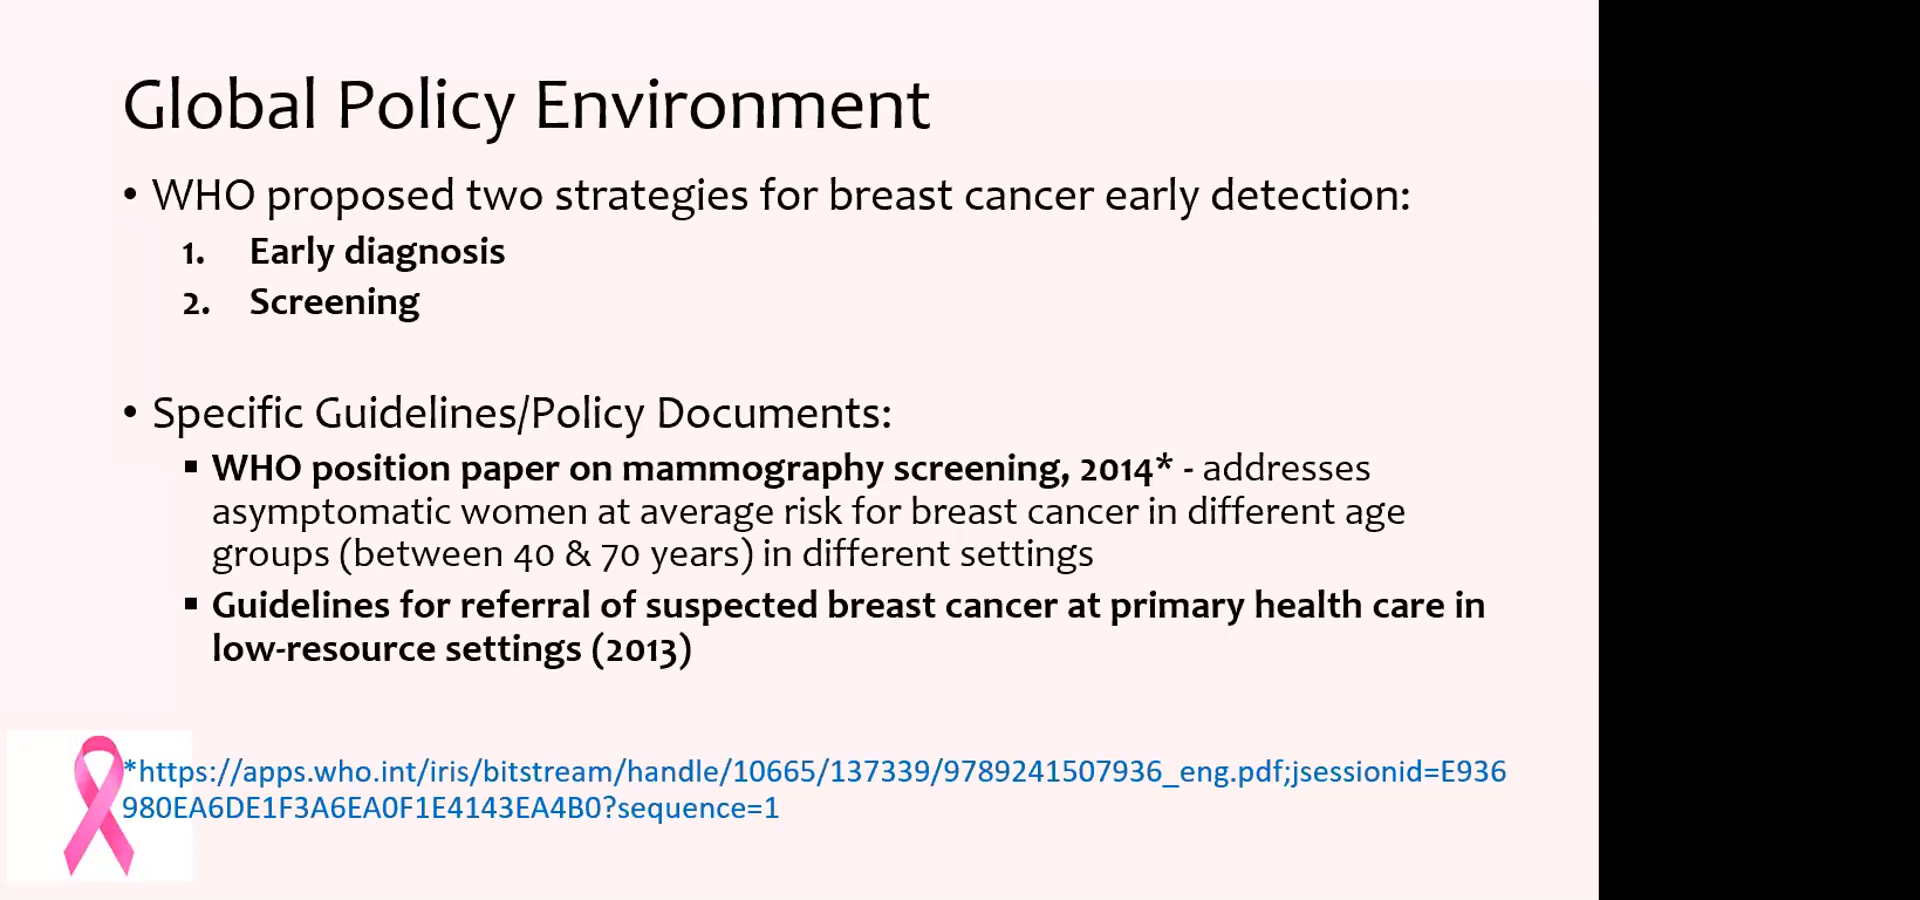 Global Policy Environment
• WHO proposed two strategies for breast cancer early detection:
1. Early diagnosis
2. Screening
• Specific Guidelines/Policy Documents:
▪ WHO position paper on mammography screening, 2014* - addresses
asymptomatic women at average risk for breast cancer in different age
groups (between 40 & 70 years) in different settings
▪ Guidelines for referral of suspected breast cancer at primary health care in
low-resource settings (2013)
*https://apps.who.int/iris/bitstream/handle/10665/137339/9789241507936_eng.pdf;jsessionid=E936
980EA6DE1F3A6EA0F1E4143EA4B0?sequence=1